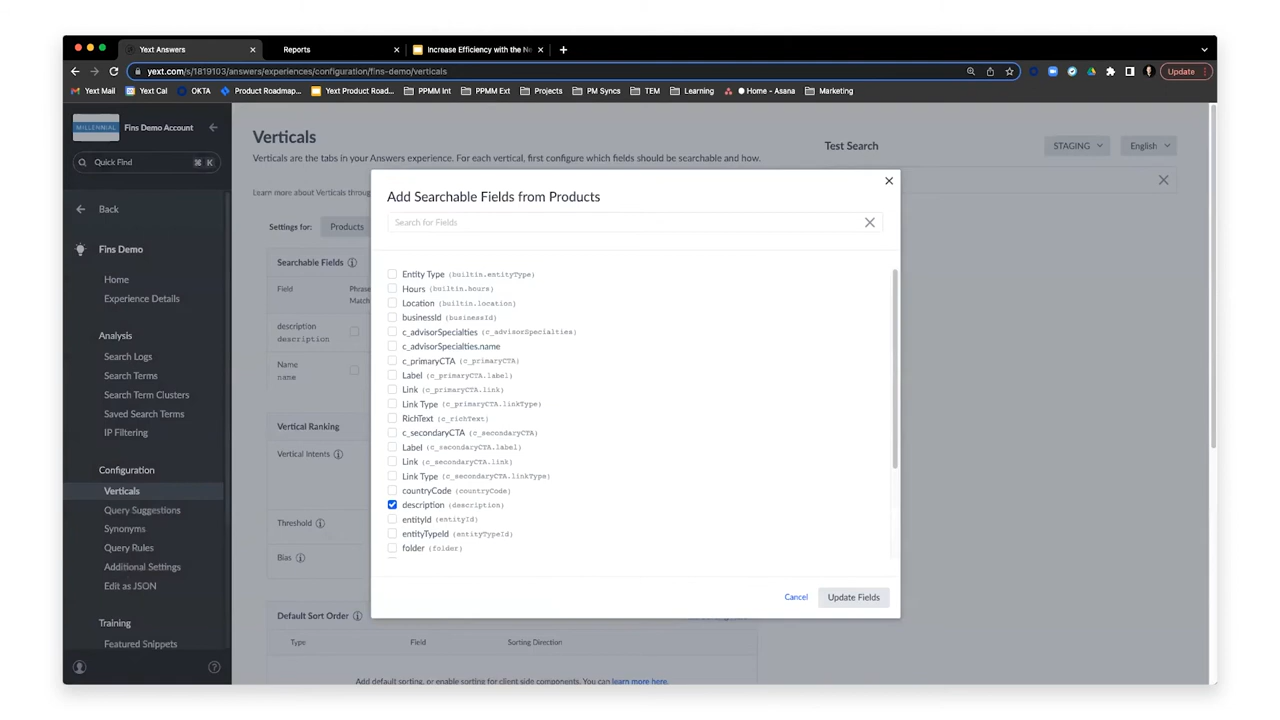 Yext Answers
Reports
Increase Efficiency with the Ne
yext.com/s/1819103/answers/experiences/configuration/fins-demo/verticals
Update
Yext Mail
Yext Cal
OKTA
Product Roadmap...
Yext Product Road...
PPMM Int
PPMM Ext
Projects
PM Syncs
TEM
Learning
Home - Asana
Marketing
MILLENNIAL
Fins Demo Account
Quick Find
⌘ K
Back
Fins Demo
Home
Experience Details
Analysis
Search Logs
Search Terms
Search Term Clusters
Saved Search Terms
IP Filtering
Configuration
Verticals
Query Suggestions
Synonyms
Query Rules
Additional Settings
Edit as JSON
Training
Featured Snippets
Verticals
Verticals are the tabs in your Answers experience. For each vertical, first configure which fields should be searchable and how.
Learn more about Verticals throu
Settings for: Products
Searchable Fields
Field
Phrase
Match
description
description
Name
name
Vertical Ranking
Vertical Intents
Threshold
Bias
Default Sort Order
Type Field Sorting Direction
Add default sorting, or enable sorting for client side components. You can learn more here.
Test Search
STAGING
English
Add Searchable Fields from Products
Search for Fields
Entity Type (builtin.entityType)
Hours (builtin.hours)
Location (builtin.location)
businessId (businessId)
c_advisorSpecialties (c_advisorSpecialties)
c_advisorSpecialties.name
c_primaryCTA (c_primaryCTA)
Label (c_primaryCTA.label)
Link (c_primaryCTA.link)
Link Type (c_primaryCTA.linkType)
RichText (c_richText)
c_secondaryCTA (c_secondaryCTA)
Label (c_secondaryCTA.label)
Link (c_secondaryCTA.link)
Link Type (c_secondaryCTA.linkType)
countryCode (countryCode)
description (description)
entityId (entityId)
entityTypeId (entityTypeId)
folder (folder)
Cancel
Update Fields